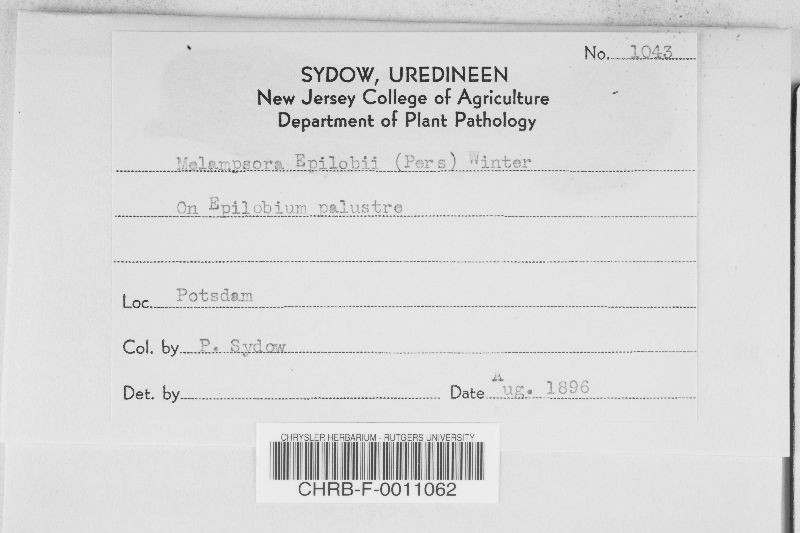 No. 1043
SYDOW, UREDINEEN
New Jersey College of Agriculture
Department of Plant Pathology
Melampsora Epilobii (Pers) Winter
On Epilobium palustre
Loc. Potsdam
Col. by P. Sydow
Det. by
Date Aug. 1896
CHRYSLER HERBARIUM - RUTGERS UNIVERSITY
CHRB-F-0011062